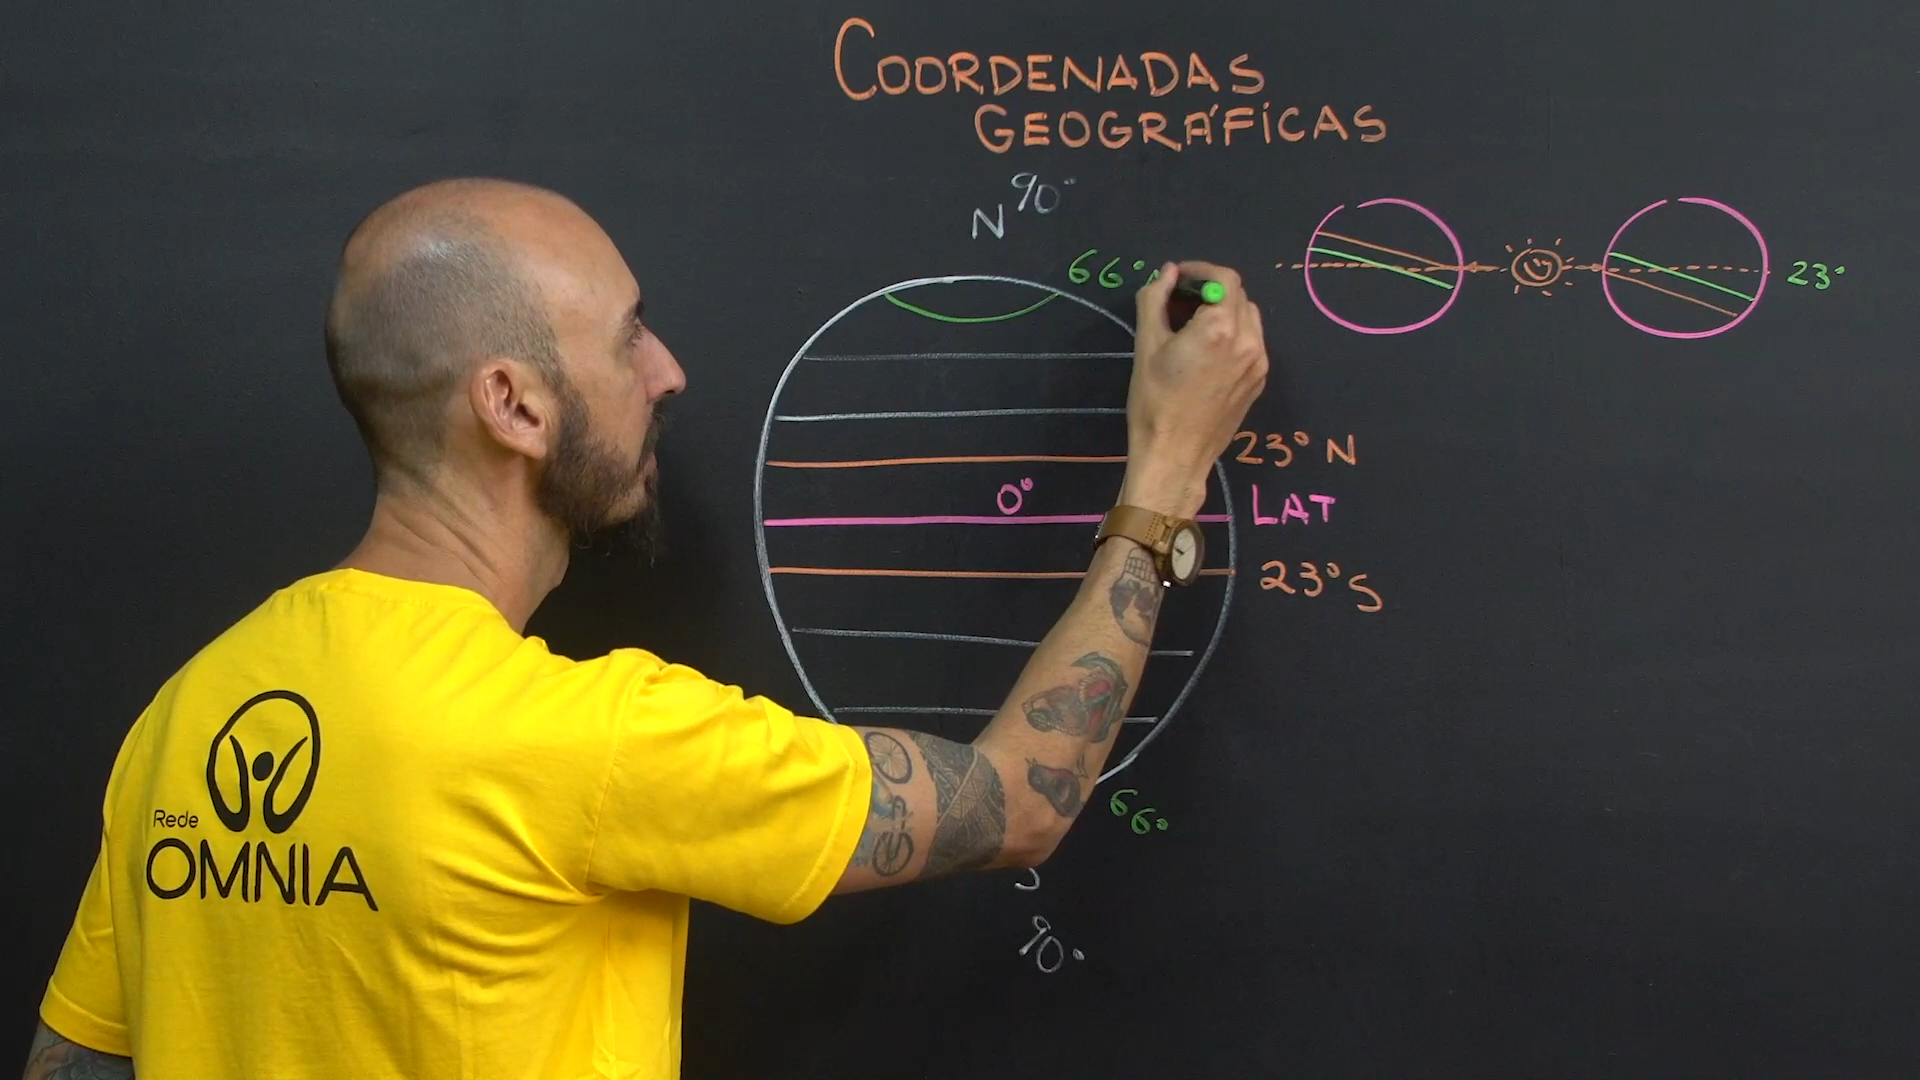 COORDENADAS
GEOGRÁFICAS
N 90°
66° N
23°
23° N
0°
LAT
23° S
66°
S
90°
Rede
OMNIA